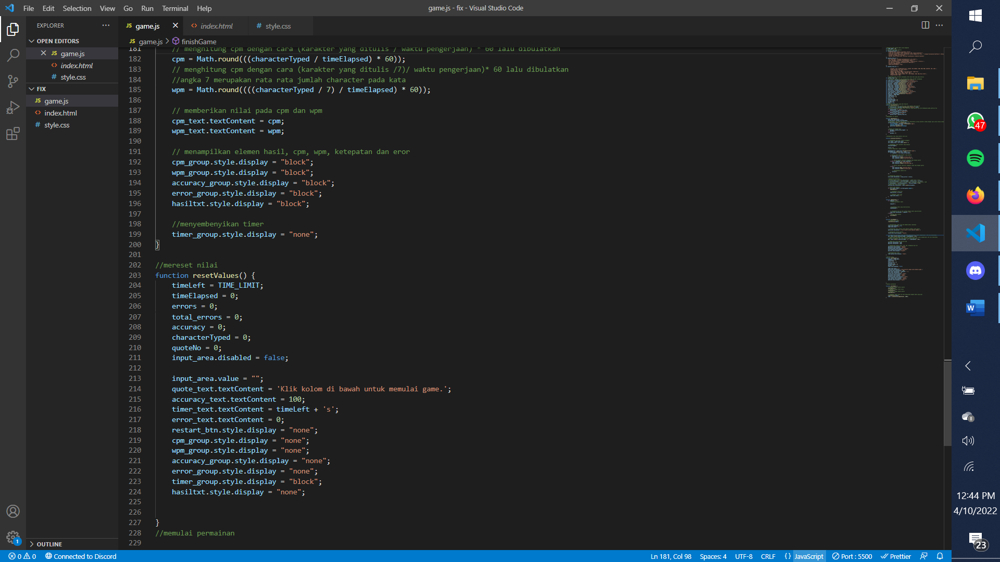 File Edit Selection View Go Run Terminal Help
game.js - fix - Visual Studio Code
EXPLORER
OPEN EDITORS
JS game.js
<> index.html
# style.css
FIX
JS game.js
<> index.html
# style.css
OUTLINE
JS game.js
<> index.html
# style.css
JS game.js > finishGame
181 // menghitung cpm dengan cara (karakter yang ditulis / waktu pengerjaan) * 60 lalu dibulatkan
182 cpm = Math.round(((characterTyped / timeElapsed) * 60));
183 // menghitung cpm dengan cara (karakter yang ditulis /7)/ waktu pengerjaan)* 60 lalu dibulatkan
184 //angka 7 merupakan rata rata jumlah character pada kata
185 wpm = Math.round((((characterTyped / 7) / timeElapsed) * 60));
186
187 // memberikan nilai pada cpm dan wpm
188 cpm_text.textContent = cpm;
189 wpm_text.textContent = wpm;
190
191 // menampilkan elemen hasil, cpm, wpm, ketepatan dan eror
192 cpm_group.style.display = "block";
193 wpm_group.style.display = "block";
194 accuracy_group.style.display = "block";
195 error_group.style.display = "block";
196 hasiltxt.style.display = "block";
197
198 //menyembenyikan timer
199 timer_group.style.display = "none";
200 }
201
202 //mereset nilai
203 function resetValues() {
204 timeLeft = TIME_LIMIT;
205 timeElapsed = 0;
206 errors = 0;
207 total_errors = 0;
208 accuracy = 0;
209 characterTyped = 0;
210 quoteNo = 0;
211 input_area.disabled = false;
212
213 input_area.value = "";
214 quote_text.textContent = 'Klik kolom di bawah untuk memulai game.';
215 accuracy_text.textContent = 100;
216 timer_text.textContent = timeLeft + 's';
217 error_text.textContent = 0;
218 restart_btn.style.display = "none";
219 cpm_group.style.display = "none";
220 wpm_group.style.display = "none";
221 accuracy_group.style.display = "none";
222 error_group.style.display = "none";
223 timer_group.style.display = "block";
224 hasiltxt.style.display = "none";
225
226
227 }
228 //memulai permainan
229
1
0 0 Connected to Discord
Ln 181, Col 98 Spaces: 4 UTF-8 CRLF {} JavaScript Port : 5500 Prettier
47
W
12:44 PM
4/10/2022
23